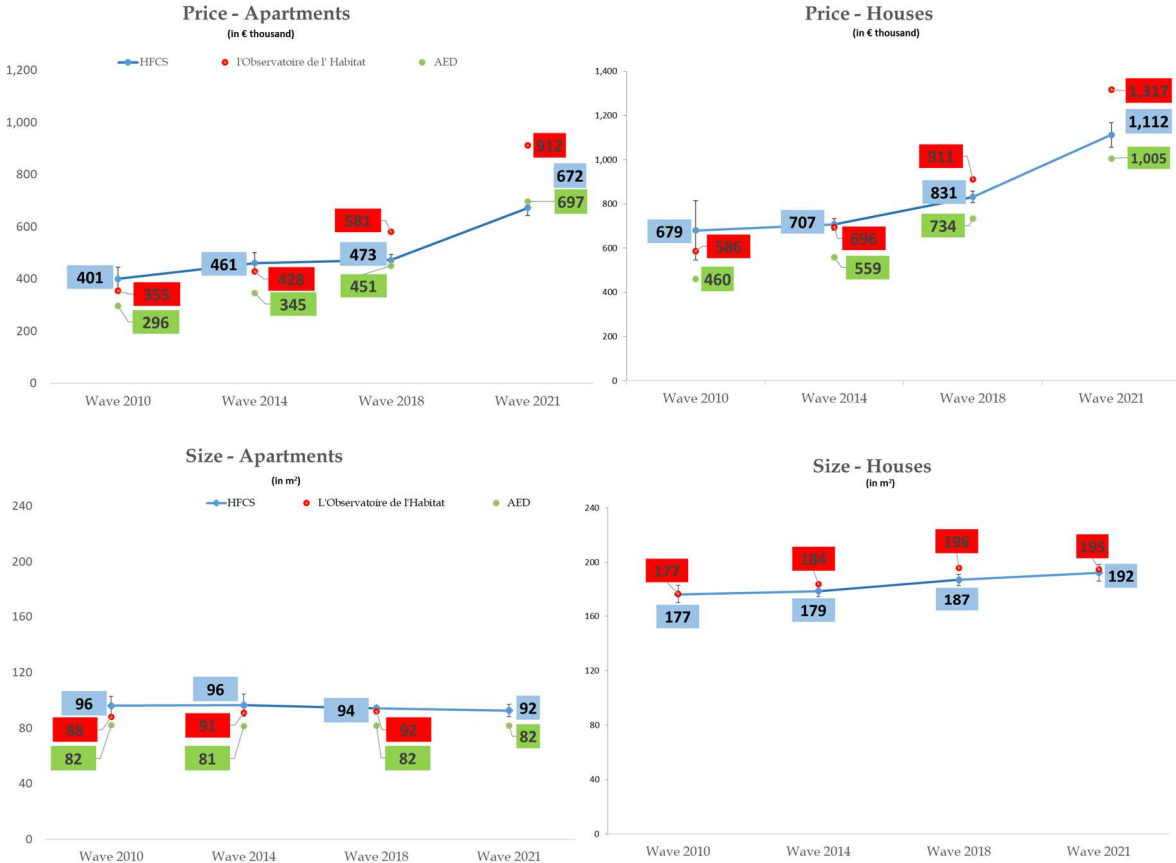 Price - Apartments
(in € thousand)
HFCS
l'Observatoire de l' Habitat
AED
1,200
1,000
800
600
400
200
0
401
355
296
461
428
345
581
473
451
912
672
697
Wave 2010
Wave 2014
Wave 2018
Wave 2021
Price - Houses
(in € thousand)
1,400
1,200
1,000
800
600
400
200
0
679
586
460
707
696
559
911
831
734
1,317
1,112
1,005
Wave 2010
Wave 2014
Wave 2018
Wave 2021
Size - Apartments
(in m²)
HFCS
L'Observatoire de l'Habitat
AED
240
200
160
120
80
40
0
96
88
82
96
91
81
94
92
82
92
82
Wave 2010
Wave 2014
Wave 2018
Wave 2021
Size - Houses
(in m²)
240
200
160
120
80
40
0
177
177
184
179
196
187
195
192
Wave 2010
Wave 2014
Wave 2018
Wave 2021